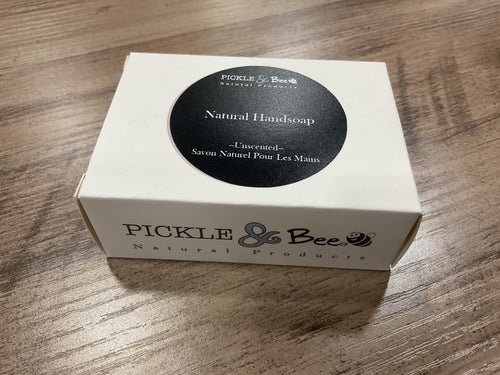 PICKLE & Bee
Natural Products
Natural Handsoap
~Unscented~
Savon Naturel Pour Les Mains
PICKLE & Bee
Natural Products